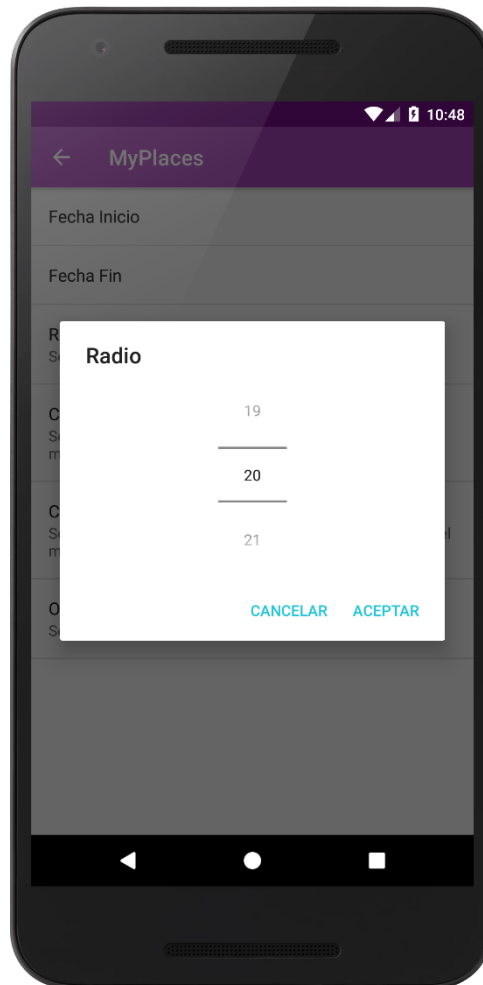 10:48
MyPlaces
Fecha Inicio
Fecha Fin
R
S
Radio
19
20
21
C
S
m
C
S
l
m
CANCELAR ACEPTAR
O
S